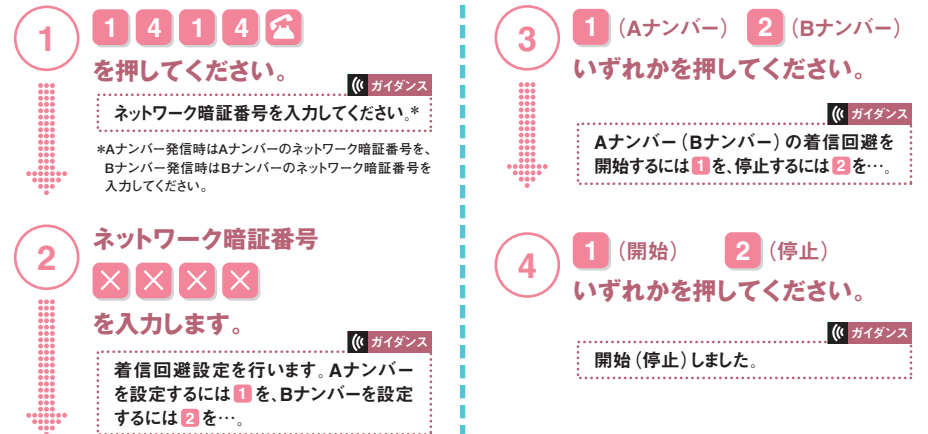 1
1 4 1 4
を押してください。
ガイダンス
ネットワーク暗証番号を入力してください。*
*Aナンバー発信時はAナンバーのネットワーク暗証番号を、
Bナンバー発信時はBナンバーのネットワーク暗証番号を
入力してください。
2
ネットワーク暗証番号
× × × ×
を入力します。
ガイダンス
着信回避設定を行います。Aナンバー
を設定するには1を、Bナンバーを設定
するには2を…。
3
1(Aナンバー) 2(Bナンバー)
いずれかを押してください。
ガイダンス
Aナンバー(Bナンバー)の着信回避を
開始するには1を、停止するには2を…。
4
1(開始) 2(停止)
いずれかを押してください。
ガイダンス
開始(停止)しました。